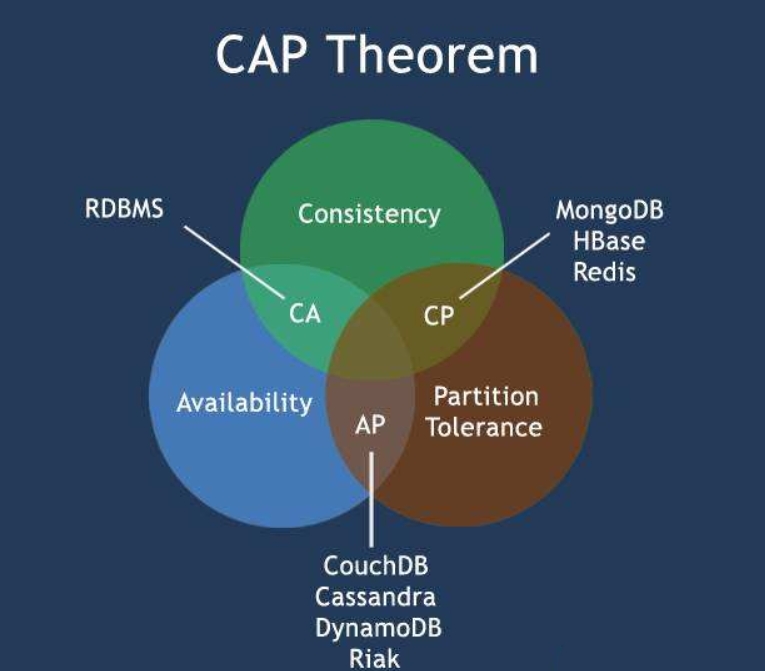 CAP Theorem
RDBMS
Consistency
MongoDB
HBase
Redis
CA
CP
Availability
Partition
Tolerance
AP
CouchDB
Cassandra
DynamoDB
Riak